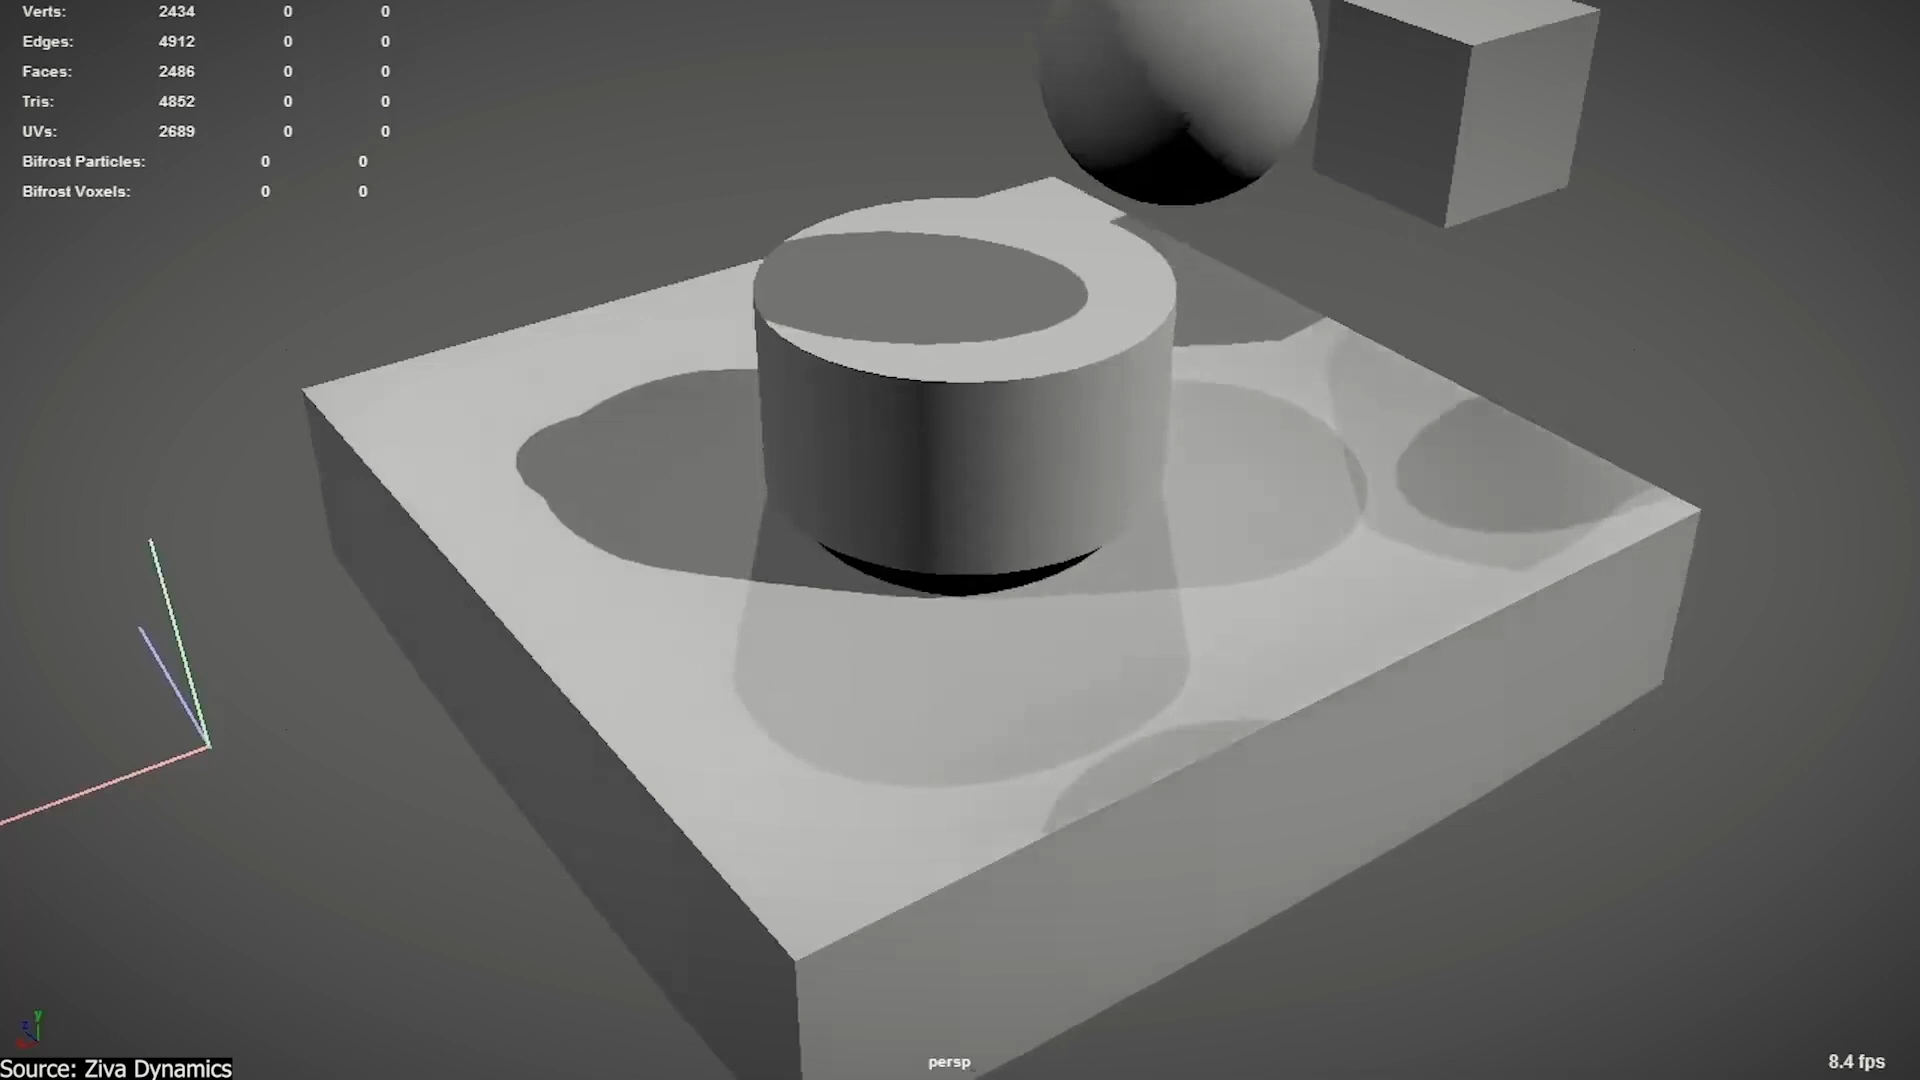 Verts: 2434 0 0
Edges: 4912 0 0
Faces: 2486 0 0
Tris: 4852 0 0
UVs: 2689 0 0
Bifrost Particles: 0 0
Bifrost Voxels: 0 0
y
z
Source: Ziva Dynamics
persp
8.4 fps